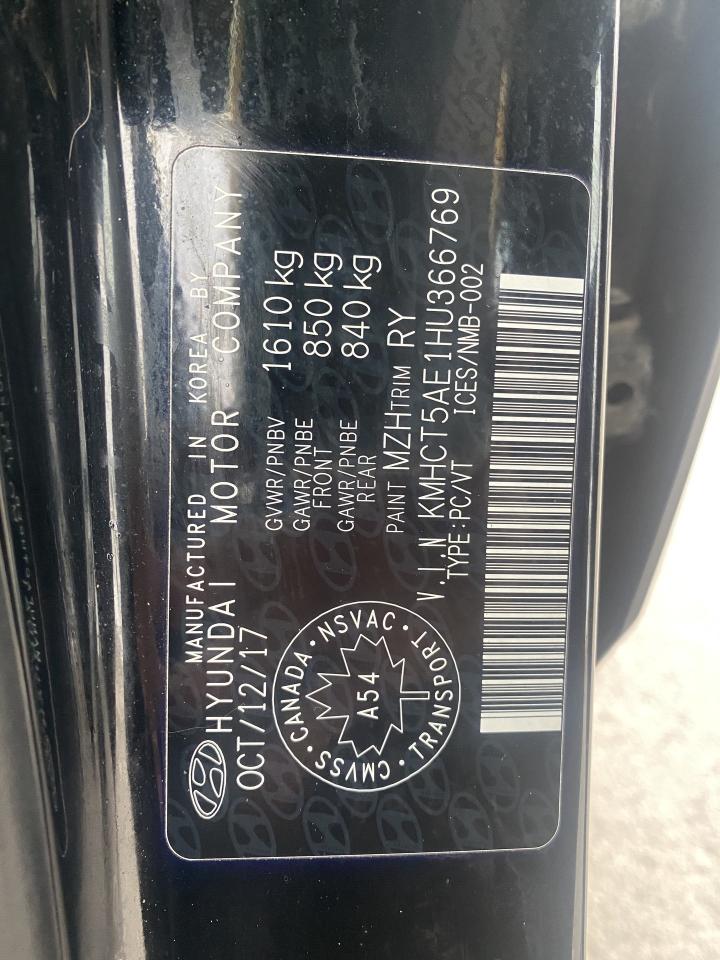 MANUFACTURED IN KOREA BY
HYUNDAI MOTOR COMPANY
OCT/12/17
GVWR/PNBV 1610 kg
GAWR/PNBE FRONT 850 kg
GAWR/PNBE REAR 840 kg
PAINT MZH TRIM RY
V.I.N KMHCT5AE1HU366769
TYPE:PC/VT ICES/NMB-002
CANADA · NSVAC · TRANSPORT · CMVSS ·
A54